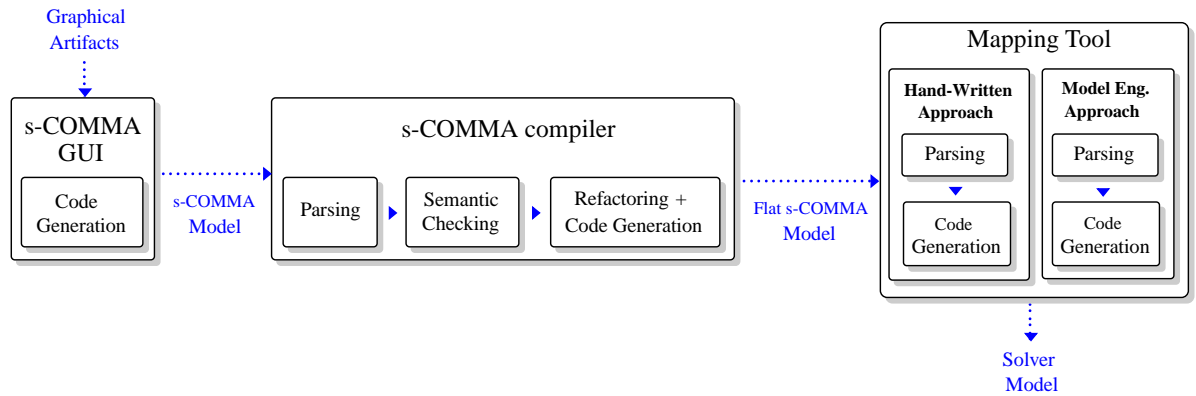 Graphical
Artifacts
s-COMMA
GUI
Code
Generation
s-COMMA
Model
s-COMMA compiler
Parsing
Semantic
Checking
Refactoring +
Code Generation
Flat s-COMMA
Model
Mapping Tool
Hand-Written
Approach
Parsing
Code
Generation
Model Eng.
Approach
Parsing
Code
Generation
Solver
Model